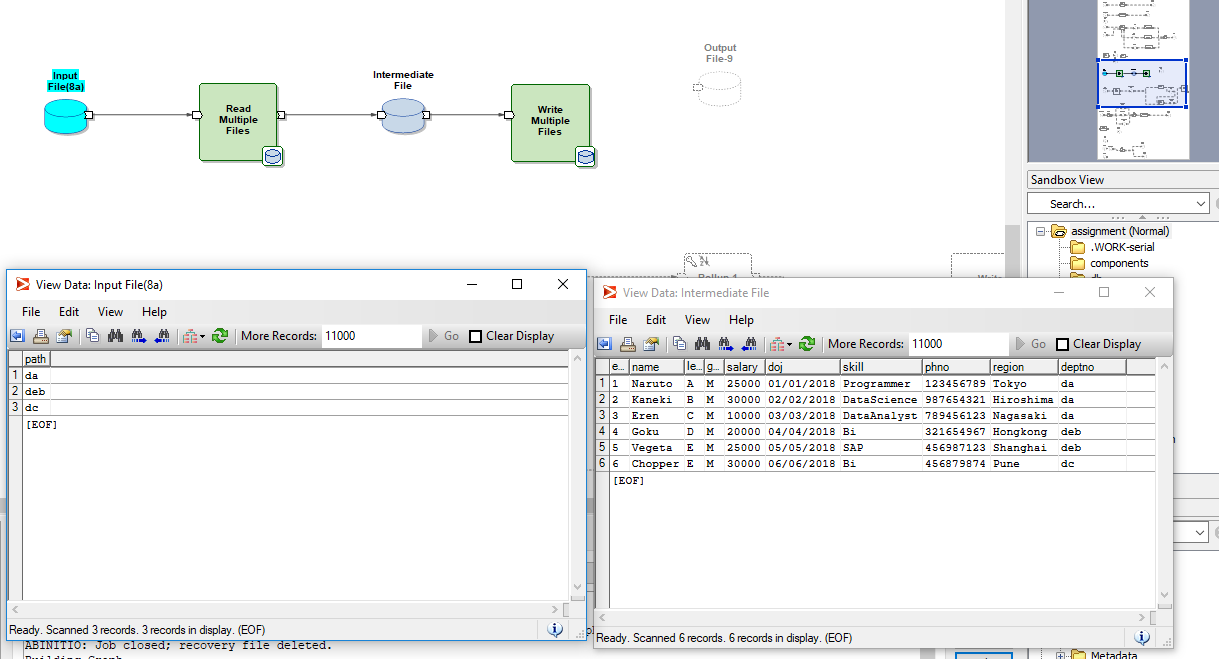 Input
File(8a)
Read
Multiple
Files
Intermediate
File
Write
Multiple
Files
Output
File-9
Sandbox View
Search...
assignment (Normal)
.WORK-serial
components
View Data: Input File(8a)
File Edit View Help
More Records: 11000 Go Clear Display
path
1 da
2 deb
3 dc
[EOF]
Ready. Scanned 3 records. 3 records in display. (EOF)
View Data: Intermediate File
File Edit View Help
More Records: 11000 Go Clear Display
e... name le... g... salary doj skill phno region deptno
1 1 Naruto A M 25000 01/01/2018 Programmer 123456789 Tokyo da
2 2 Kaneki B M 30000 02/02/2018 DataScience 987654321 Hiroshima da
3 3 Eren C M 10000 03/03/2018 DataAnalyst 789456123 Nagasaki da
4 4 Goku D M 20000 04/04/2018 Bi 321654967 Hongkong deb
5 5 Vegeta E M 25000 05/05/2018 SAP 456987123 Shanghai deb
6 6 Chopper E M 30000 06/06/2018 Bi 456879874 Pune dc
[EOF]
Ready. Scanned 6 records. 6 records in display. (EOF)
ABINITIO: Job closed; recovery file deleted.
Metadata